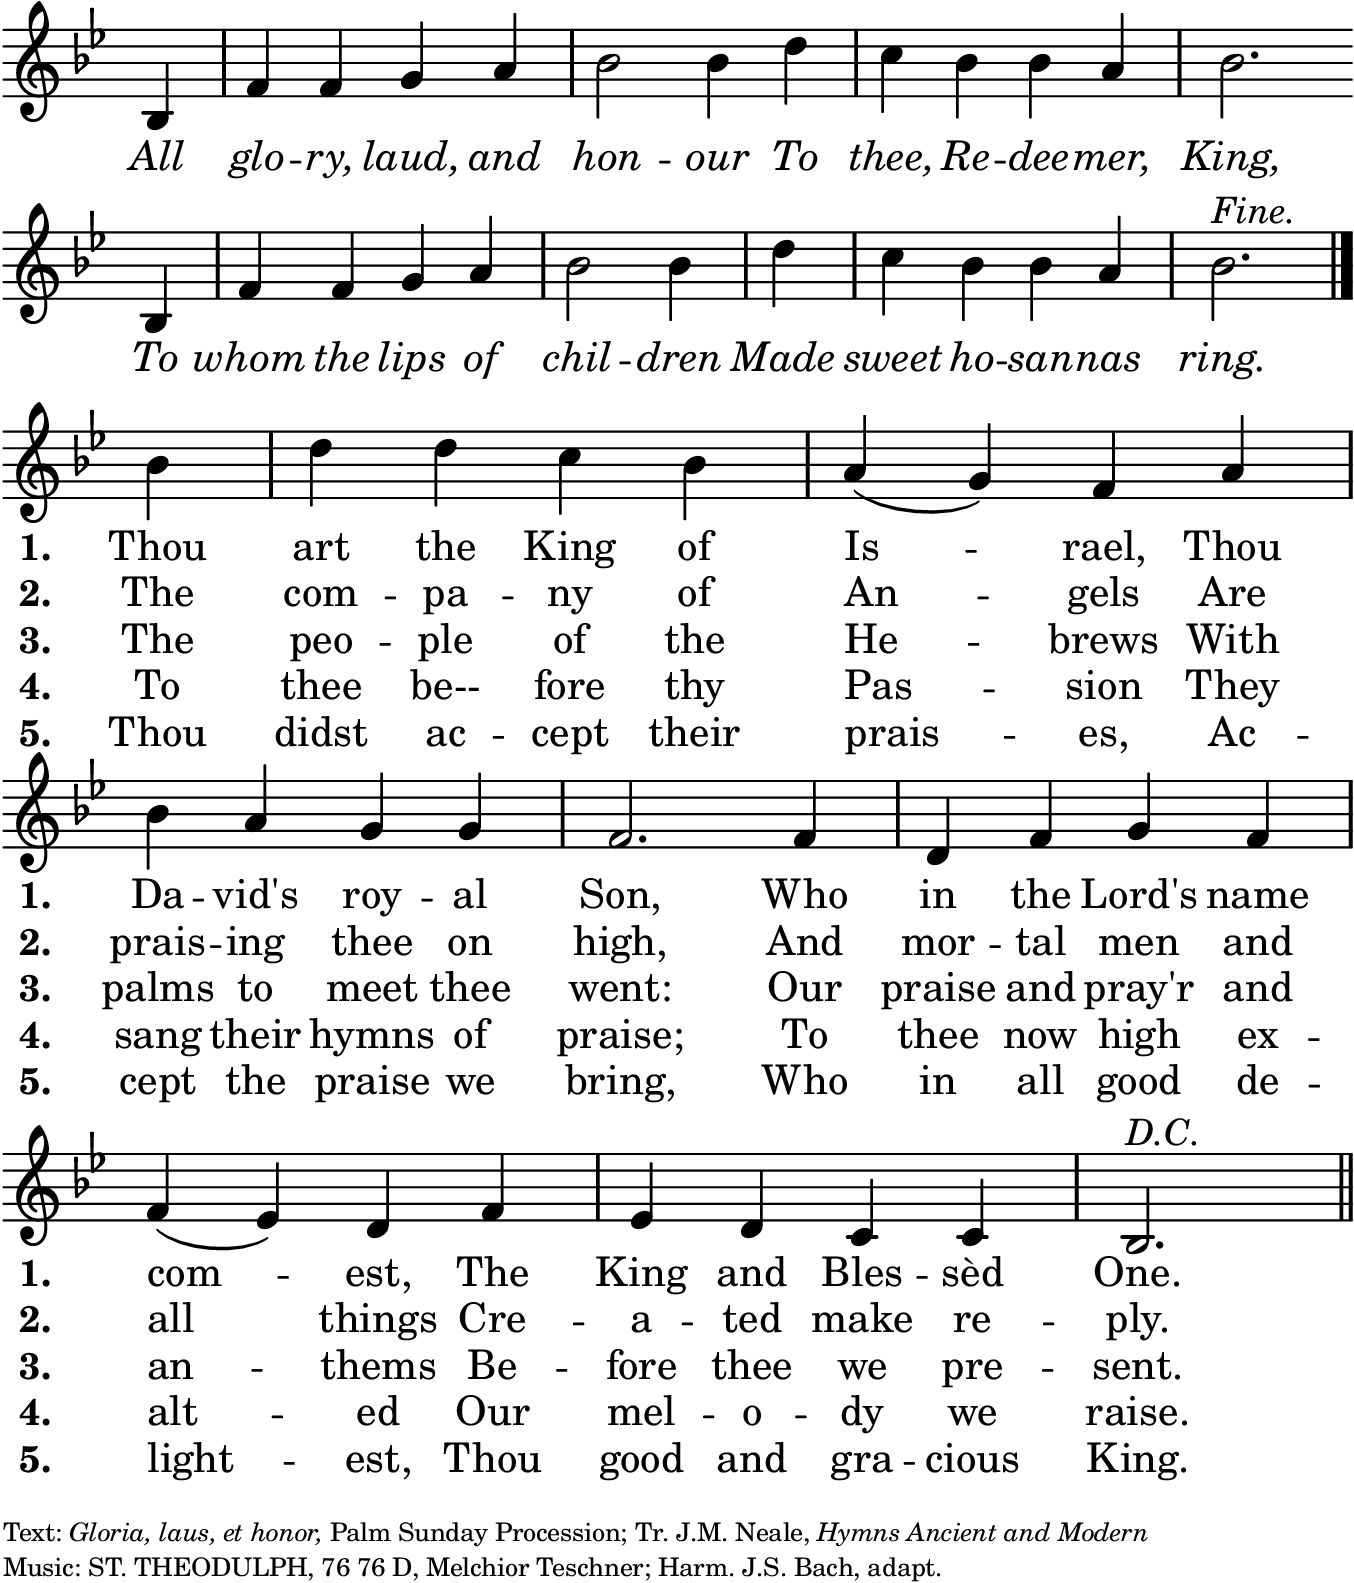 All glo -- ry, laud, and hon -- our To thee, Re -- dee -- mer, King,
Fine.
To whom the lips of chil -- dren Made sweet ho -- san -- nas ring.
1. Thou art the King of Is -- rael, Thou
2. The com -- pa -- ny of An -- gels Are
3. The peo -- ple of the He -- brews With
4. To thee be-- fore thy Pas -- sion They
5. Thou didst ac -- cept their prais -- es, Ac --
1. Da -- vid's roy -- al Son, Who in the Lord's name
2. prais -- ing thee on high, And mor -- tal men and
3. palms to meet thee went: Our praise and pray'r and
4. sang their hymns of praise; To thee now high ex --
5. cept the praise we bring, Who in all good de --
D.C.
1. com -- est, The King and Bles -- sèd One.
2. all things Cre -- a -- ted make re -- ply.
3. an -- thems Be -- fore thee we pre -- sent.
4. alt -- ed Our mel -- o -- dy we raise.
5. light -- est, Thou good and gra -- cious King.
Text: Gloria, laus, et honor, Palm Sunday Procession; Tr. J.M. Neale, Hymns Ancient and Modern
Music: ST. THEODULPH, 76 76 D, Melchior Teschner; Harm. J.S. Bach, adapt.